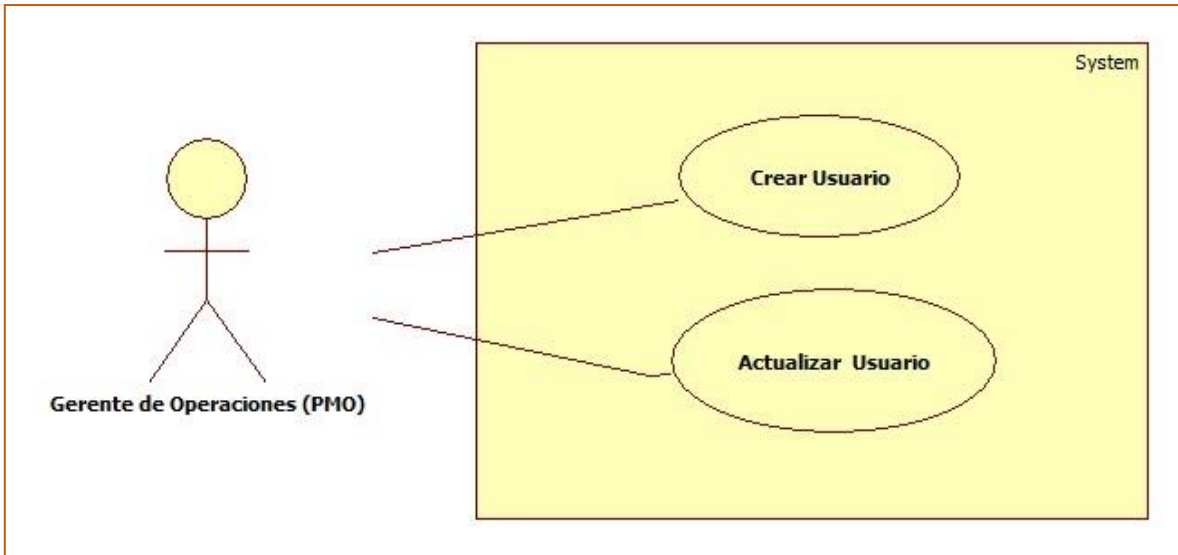 System
Crear Usuario
Actualizar Usuario
Gerente de Operaciones (PMO)